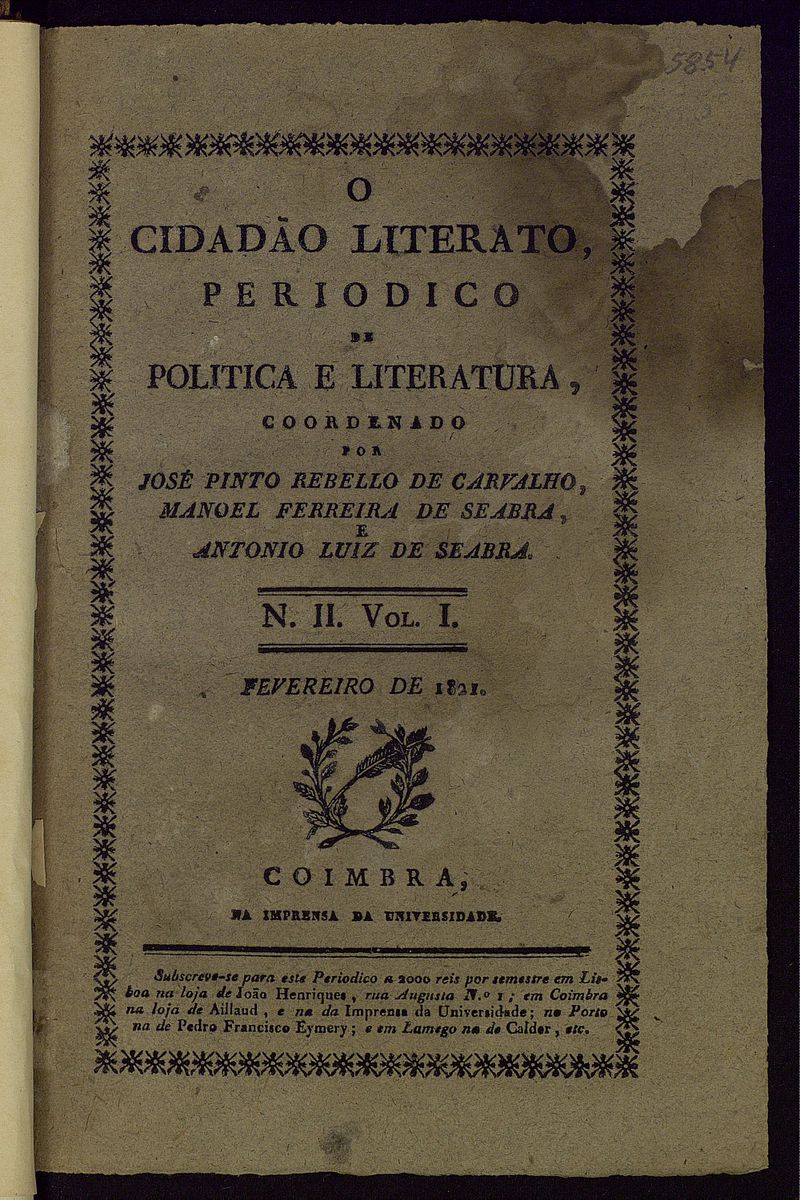 5854
O
CIDADÃO LITERATO,
PERIODICO
DE
POLITICA E LITERATURA,
COORDENADO
POR
JOSÉ PINTO REBELLO DE CARVALHO,
MANOEL FERREIRA DE SEABRA,
E
ANTONIO LUIZ DE SEABRA.
N. II. VOL. I.
FEVEREIRO DE 1821.
COIMBRA,
NA IMPRENSA DA UNIVERSIDADE.
Subscreve-se para este Periodico a 2000 reis por semestre em Lis-
boa na loja de João Henriques, rua Augusta N.º 1; em Coimbra
na loja de Aillaud, e na da Imprensa da Universidade; no Porto
na de Pedro Francisco Eymery; e em Lamego na de Calder, etc.